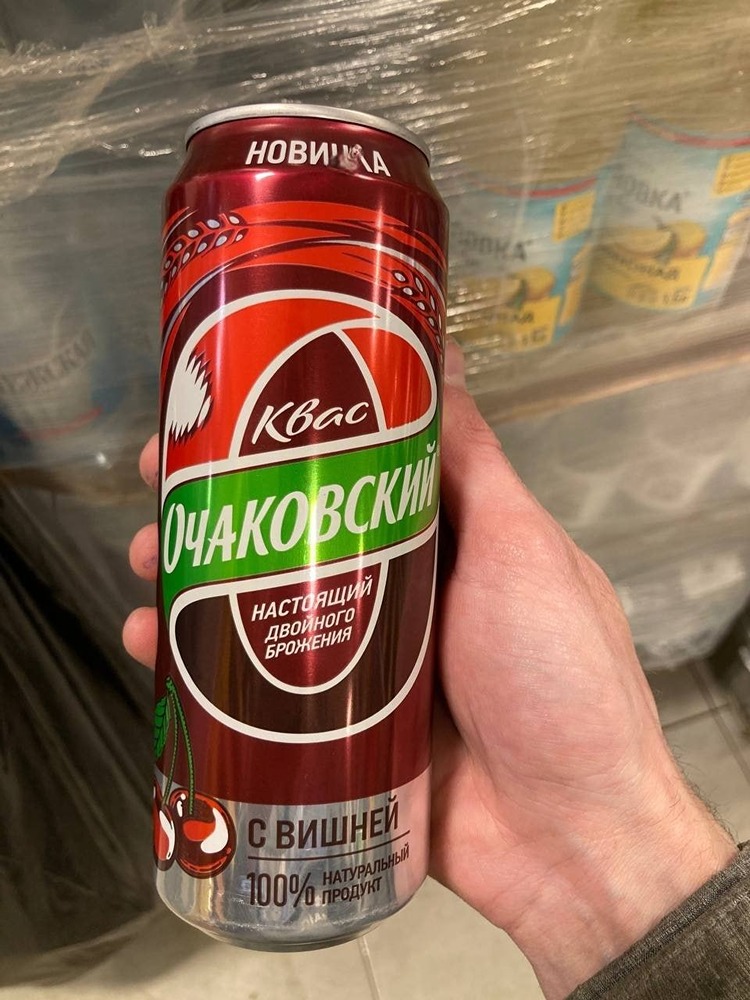 НОВИНКА
Квас
ОЧАКОВСКИЙ
НАСТОЯЩИЙ
ДВОЙНОГО
БРОЖЕНИЯ
С ВИШНЕЙ
100% НАТУРАЛЬНЫЙ
ПРОДУКТ